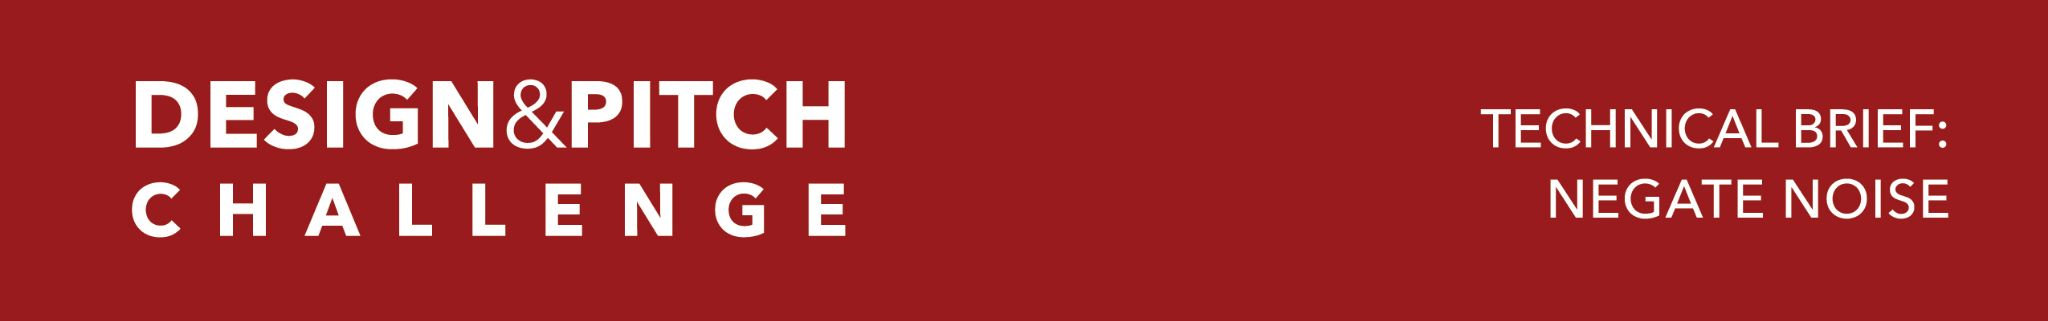 DESIGN&PITCH
CHALLENGE
TECHNICAL BRIEF:
NEGATE NOISE